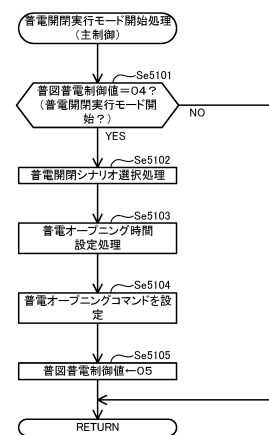 普電開閉実行モード開始処理
(主制御)
Se5101
普図普電制御値=04?
(普電開閉実行モード開
始?)
NO
YES
Se5102
普電開閉シナリオ選択処理
Se5103
普電オープニング時間
設定処理
Se5104
普電オープニングコマンドを設
定
Se5105
普図普電制御値←05
RETURN